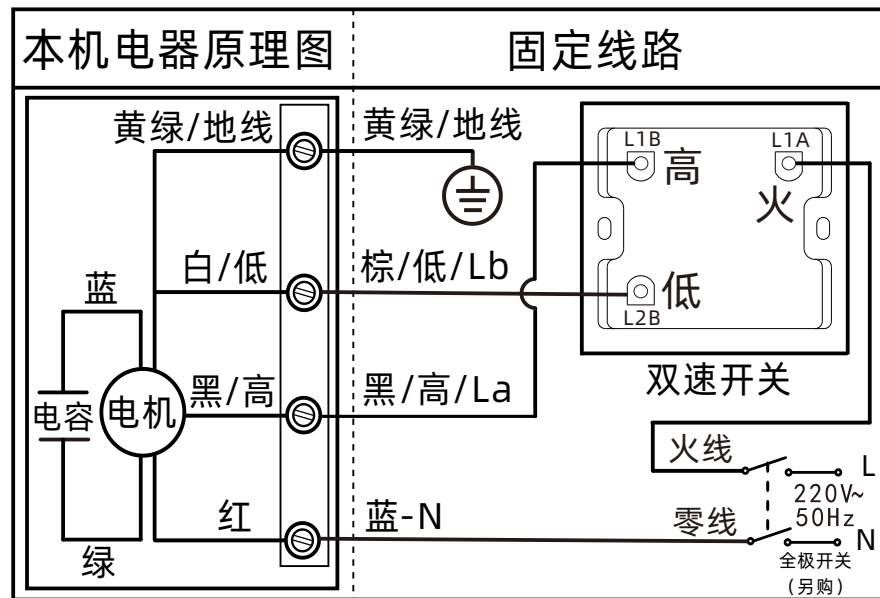 本机电器原理图
固定线路
黄绿/地线
黄绿/地线
L1B
高
L1A
火
白/低
棕/低/Lb
蓝
低
L2B
双速开关
电容
电机
黑/高
黑/高/La
火线
L
220V~
50Hz
红
蓝-N
零线
N
绿
全极开关
(另购)